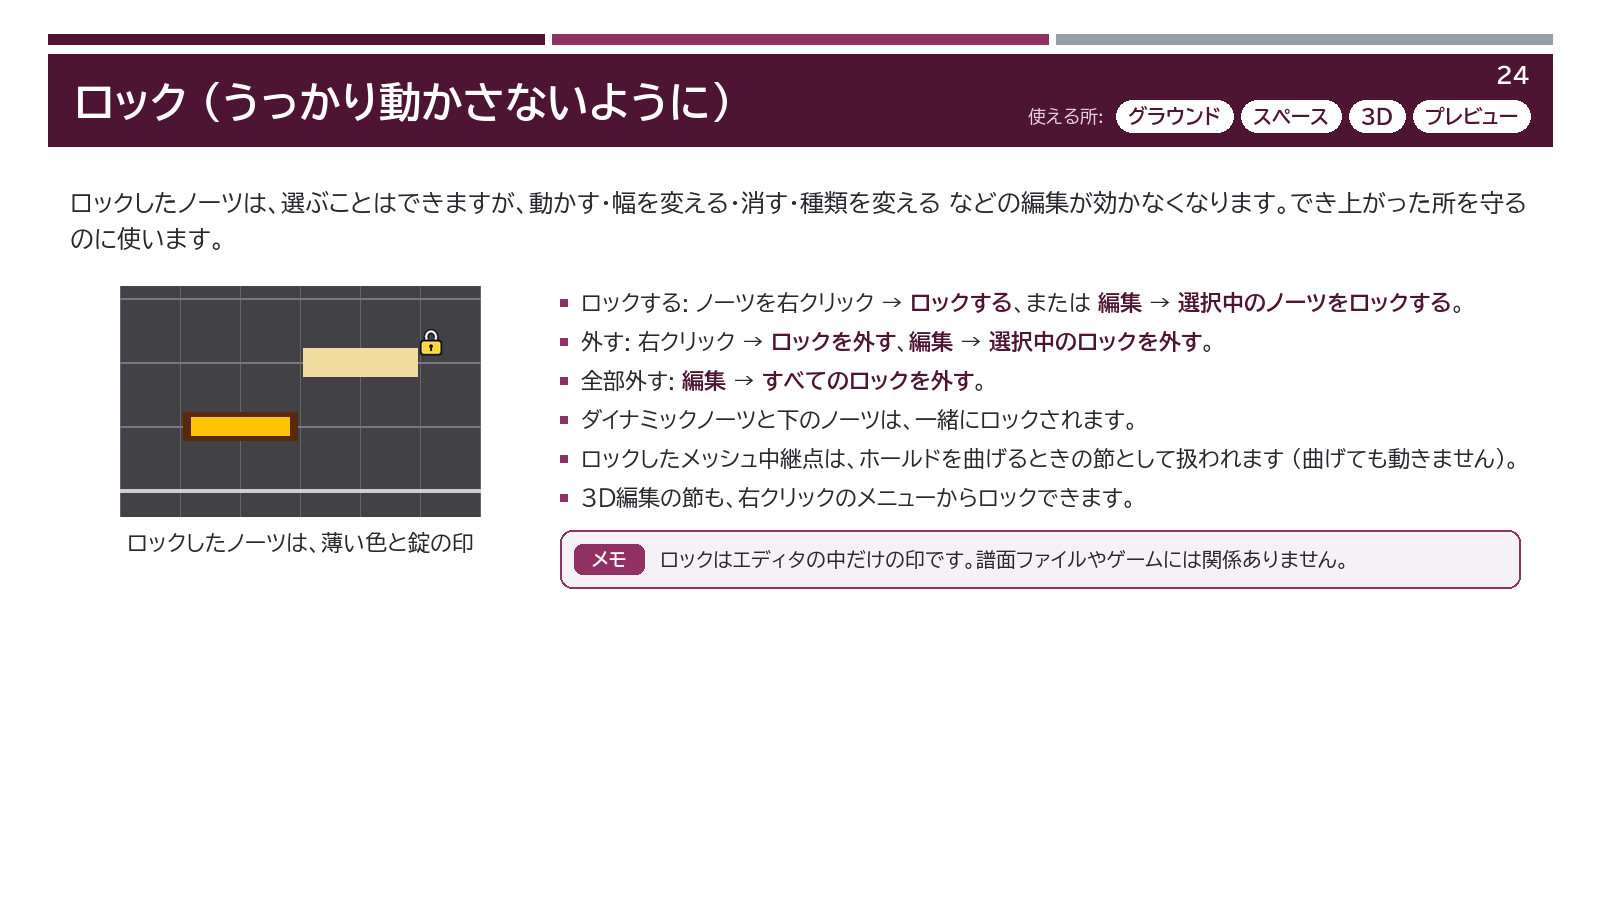 24
ロック（うっかり動かさないように）
使える所: グラウンド スペース 3D プレビュー
ロックしたノーツは、選ぶことはできますが、動かす・幅を変える・消す・種類を変える などの編集が効かなくなります。でき上がった所を守る
のに使います。
ロックしたノーツは、薄い色と錠の印
ロックする: ノーツを右クリック → ロックする、または 編集 → 選択中のノーツをロックする。
外す: 右クリック → ロックを外す、編集 → 選択中のロックを外す。
全部外す: 編集 → すべてのロックを外す。
ダイナミックノーツと下のノーツは、一緒にロックされます。
ロックしたメッシュ中継点は、ホールドを曲げるときの節として扱われます（曲げても動きません）。
3D編集の節も、右クリックのメニューからロックできます。
メモ ロックはエディタの中だけの印です。譜面ファイルやゲームには関係ありません。